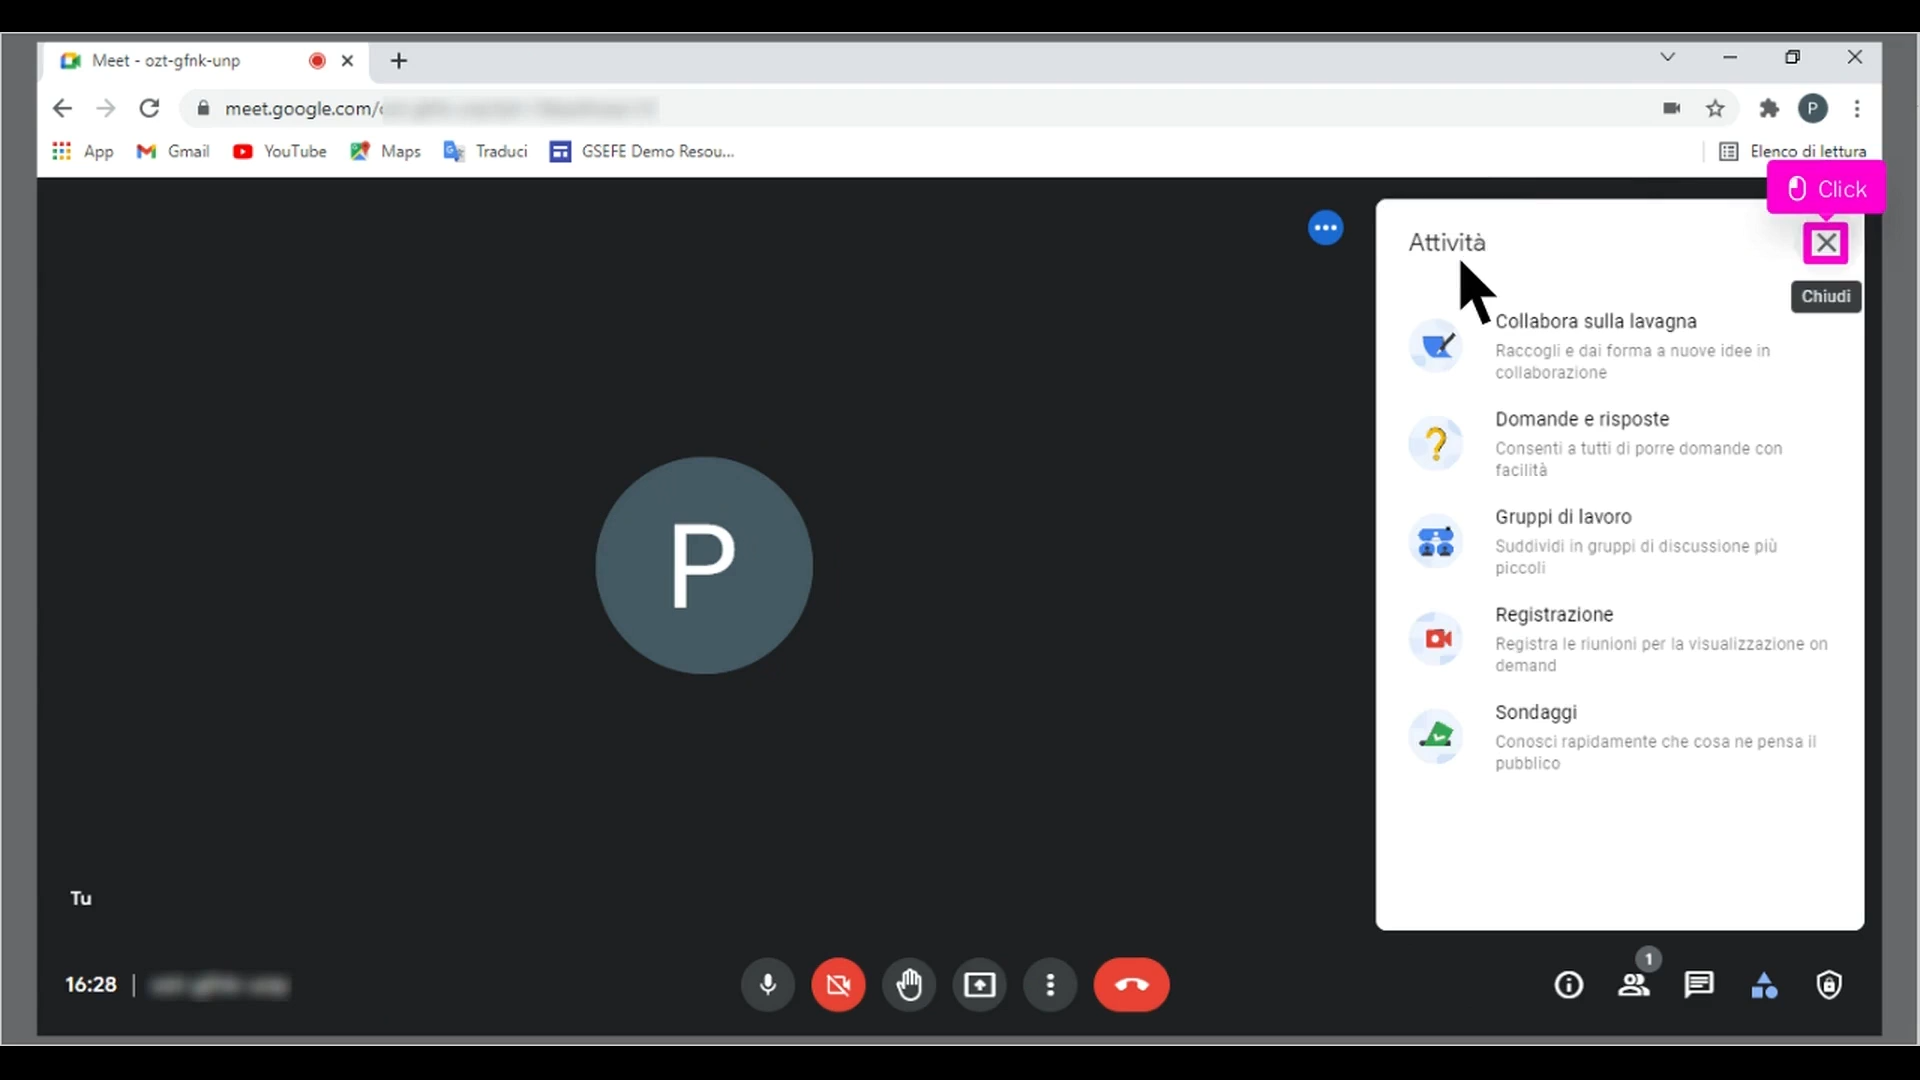 Meet - ozt-gfnk-unp
meet.google.com/
App Gmail YouTube Maps Traduci GSEFE Demo Resou... Elenco di lettura
P
Click
Attività
Chiudi
Collabora sulla lavagna
Raccogli e dai forma a nuove idee in
collaborazione
Domande e risposte
Consenti a tutti di porre domande con
facilità
Gruppi di lavoro
Suddividi in gruppi di discussione più
piccoli
Registrazione
Registra le riunioni per la visualizzazione on
demand
Sondaggi
Conosci rapidamente che cosa ne pensa il
pubblico
P
Tu
16:28 |
1